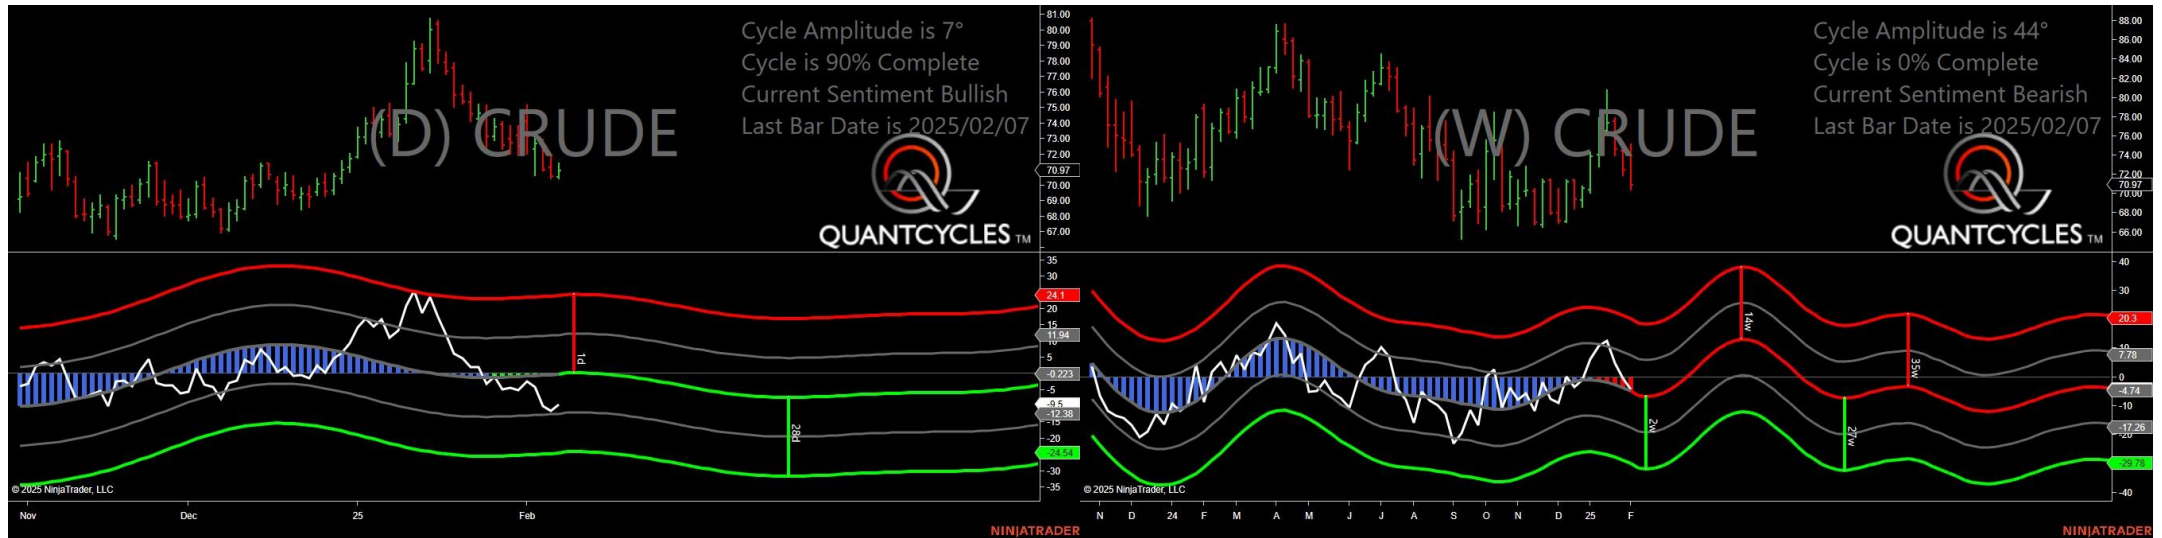 Cycle Amplitude is 7°
Cycle is 90% Complete
Current Sentiment Bullish
Last Bar Date is 2025/02/07
(D) CRUDE
QUANTCYCLES TM
81.00
80.00
79.00
78.00
77.00
76.00
75.00
74.00
73.00
72.00
70.97
70.00
69.00
68.00
67.00
35
30
24.1
20
15
11.94
10
5
-0.223
-5
-9.5
-12.38
-15
-20
-24.54
-30
-35
1d
28d
© 2025 NinjaTrader, LLC
Nov Dec 25 Feb
NINJATRADER
Cycle Amplitude is 44°
Cycle is 0% Complete
Current Sentiment Bearish
Last Bar Date is 2025/02/07
(W) CRUDE
QUANTCYCLES TM
88.00
86.00
84.00
82.00
80.00
78.00
76.00
74.00
72.00
70.97
70.00
68.00
66.00
40
30
20.3
10
7.78
0
-4.74
-10
-17.26
-20
-29.78
-40
14w
35w
2w
27w
© 2025 NinjaTrader, LLC
N D 24 F M A M J J A S O N D 25 F
NINJATRADER